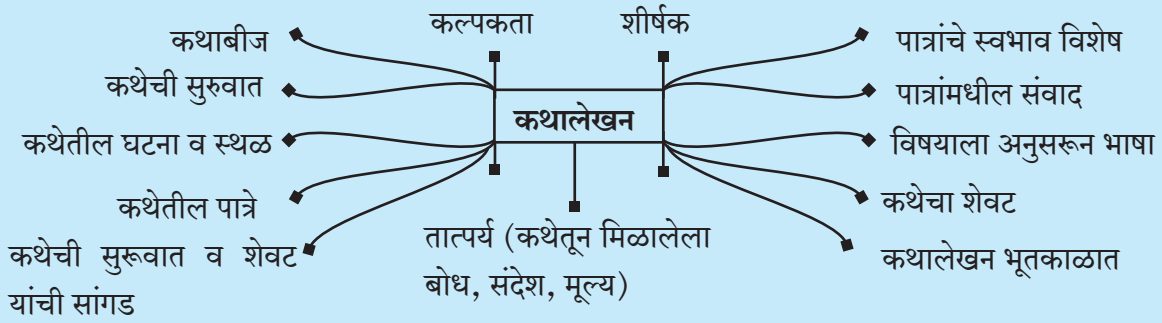 कल्पकता
शीर्षक
कथाबीज
कथेची सुरुवात
कथेतील घटना व स्थळ
कथेतील पात्रे
कथेची सुरूवात व शेवट
यांची सांगड
कथालेखन
तात्पर्य (कथेतून मिळालेला
बोध, संदेश, मूल्य)
पात्रांचे स्वभाव विशेष
पात्रांमधील संवाद
विषयाला अनुसरून भाषा
कथेचा शेवट
कथालेखन भूतकाळात